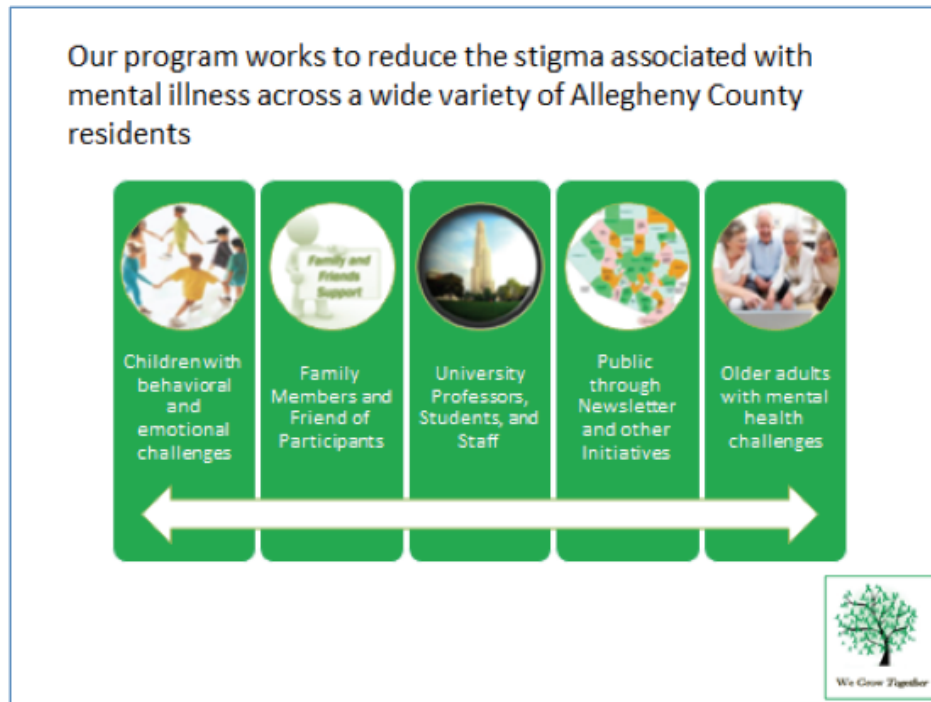 Our program works to reduce the stigma associated with
mental illness across a wide variety of Allegheny County
residents
Family and
Friends
Support
Children with
behavioral
and
emotional
challenges
Family
Members and
Friend of
Participants
University
Professors,
Students, and
Staff
Public
through
Newsletter
and other
Initiatives
Older adults
with mental
health
challenges
We Grow Together